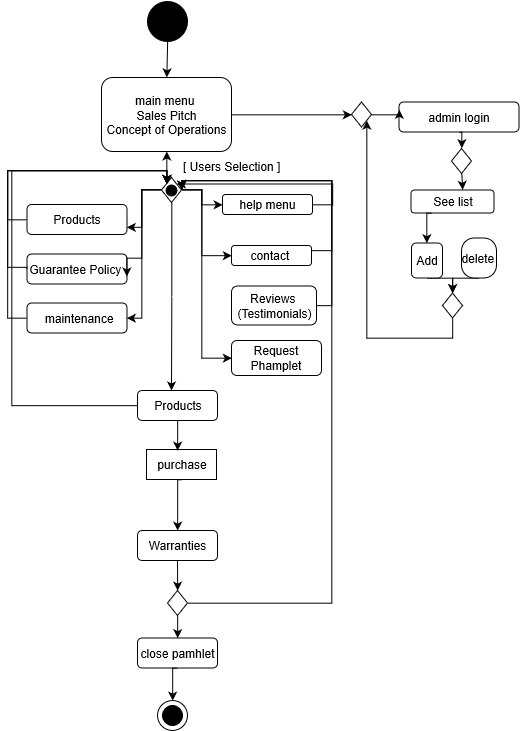 main menu
Sales Pitch
Concept of Operations
admin login
[ Users Selection ]
See list
Products
help menu
Guarantee Policy
contact
Add
delete
maintenance
Reviews
(Testimonials)
Request
Phamplet
Products
purchase
Warranties
close pamhlet